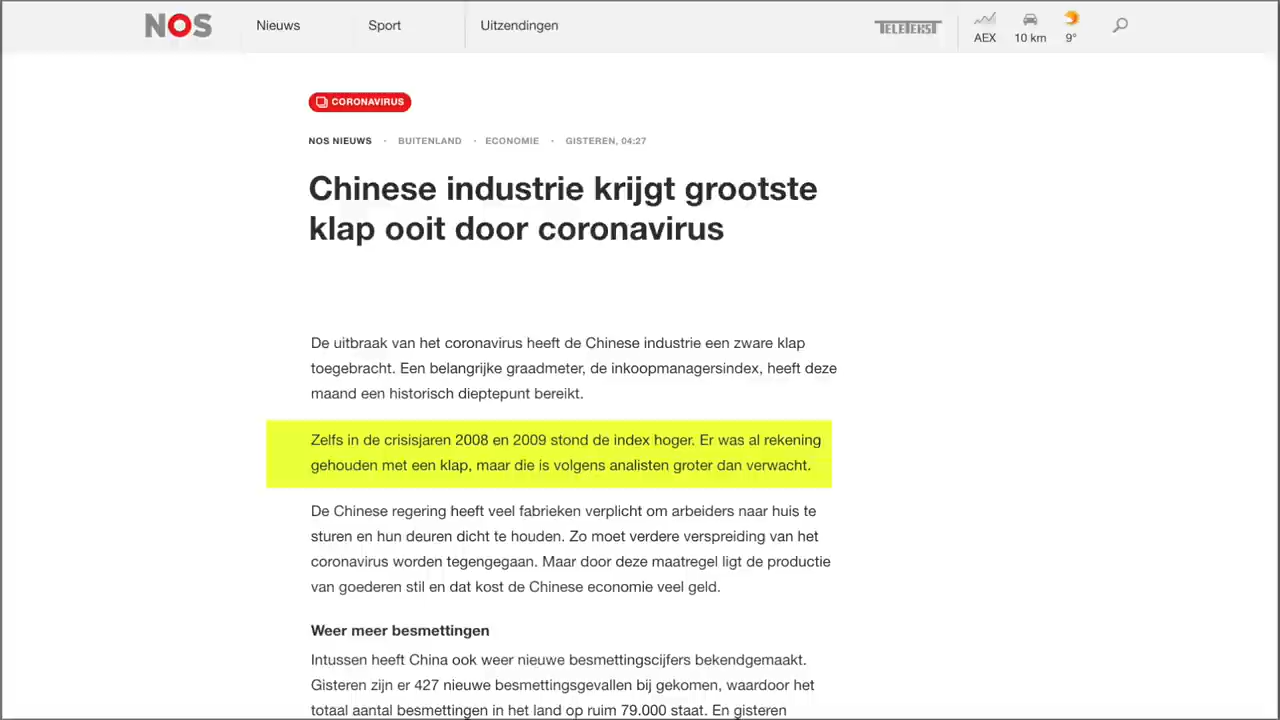 NOS Nieuws Sport Uitzendingen TELETEKST AEX 10 km 9°
CORONAVIRUS
NOS NIEUWS · BUITENLAND · ECONOMIE · GISTEREN, 04:27
Chinese industrie krijgt grootste
klap ooit door coronavirus
De uitbraak van het coronavirus heeft de Chinese industrie een zware klap
toegebracht. Een belangrijke graadmeter, de inkoopmanagersindex, heeft deze
maand een historisch dieptepunt bereikt.
Zelfs in de crisisjaren 2008 en 2009 stond de index hoger. Er was al rekening
gehouden met een klap, maar die is volgens analisten groter dan verwacht.
De Chinese regering heeft veel fabrieken verplicht om arbeiders naar huis te
sturen en hun deuren dicht te houden. Zo moet verdere verspreiding van het
coronavirus worden tegengegaan. Maar door deze maatregel ligt de productie
van goederen stil en dat kost de Chinese economie veel geld.
Weer meer besmettingen
Intussen heeft China ook weer nieuwe besmettingscijfers bekendgemaakt.
Gisteren zijn er 427 nieuwe besmettingsgevallen bij gekomen, waardoor het
totaal aantal besmettingen in het land op ruim 79.000 staat. En gisteren